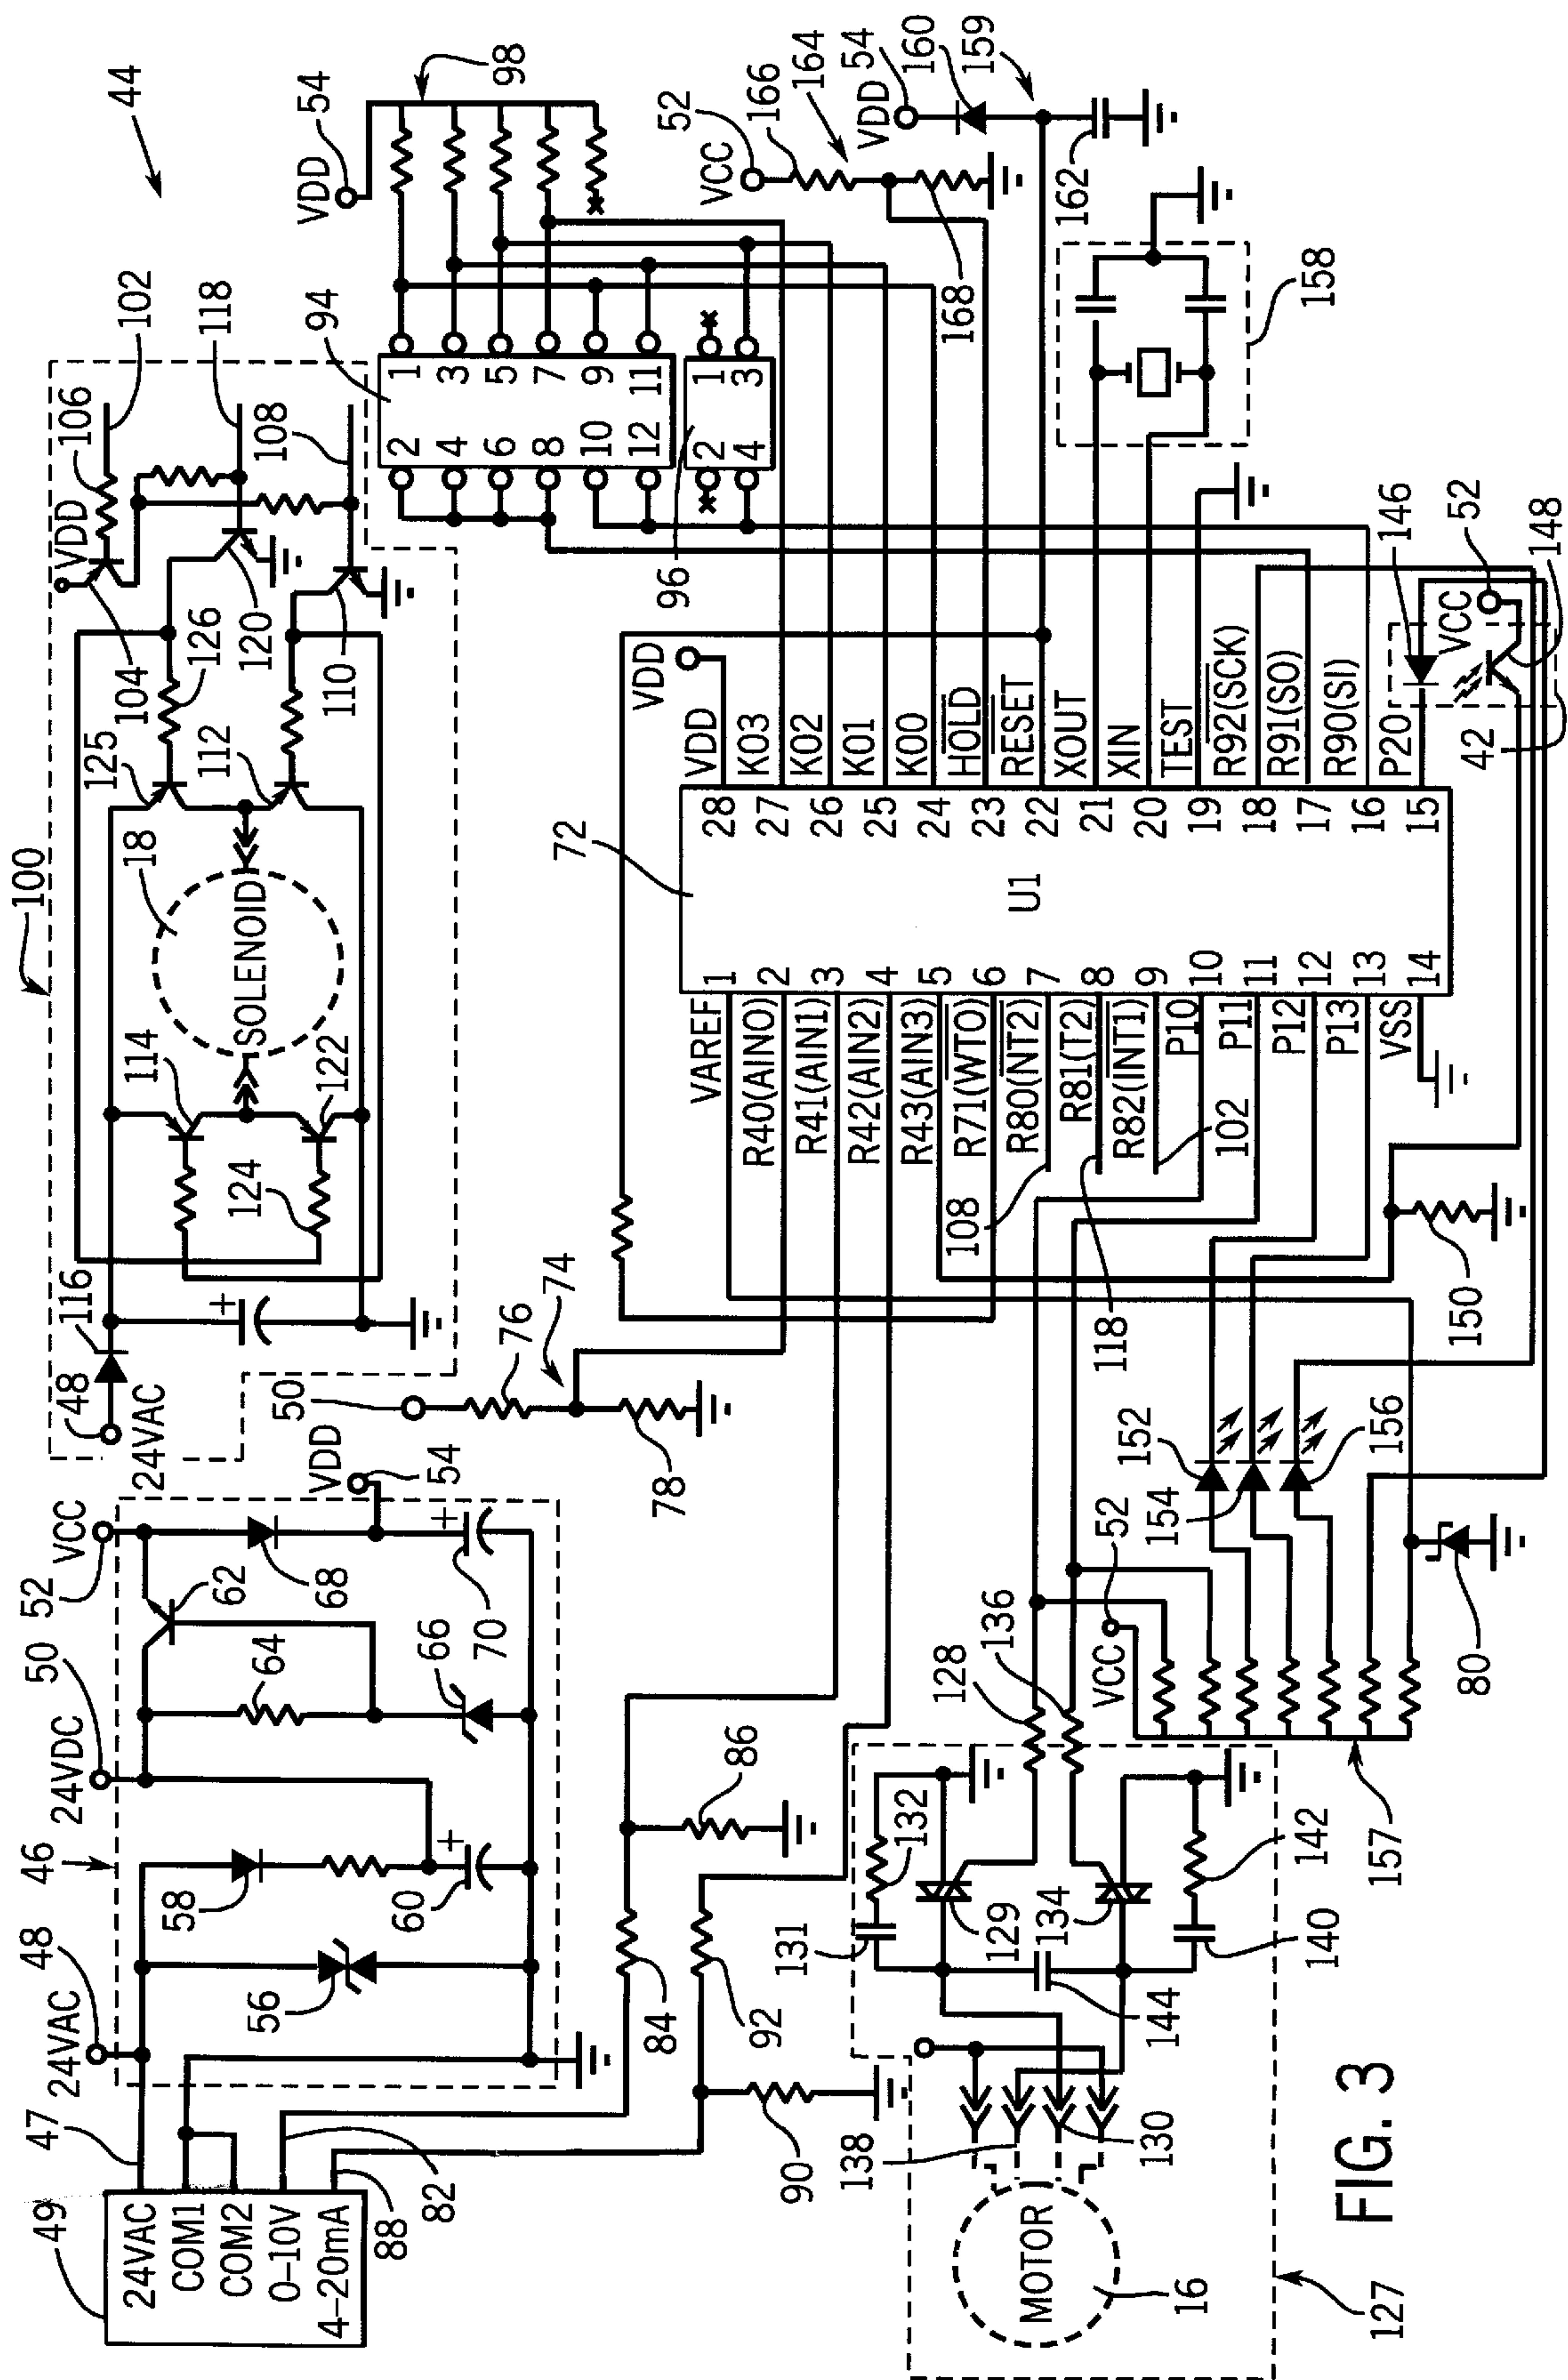 44
100
49
47
24VAC
COM1
COM2
0-10V
4-20mA
88
82
48
24VAC
46
50
24VDC
52
VCC
56
58
60
62
64
66
68
70
VDD
54
48
24VAC
116
114
124
122
SOLENOID
18
125
112
126
104
VDD
106
120
110
102
118
108
94
2
4
6
8
10
12
1
3
5
7
9
11
96
2
4
1
3
VDD
54
98
50
76
74
78
84
86
90
92
72
U1
VAREF
R40(AIN0)
R41(AIN1)
R42(AIN2)
R43(AIN3)
R71(WTO)
R80(NT2)
R81(T2)
R82(INT1)
P10
P11
P12
P13
VSS
1
2
3
4
5
6
7
8
9
10
11
12
13
14
28
27
26
25
24
23
22
21
20
19
18
17
16
15
VDD
VDD
K03
K02
K01
K00
HOLD
RESET
XOUT
XIN
TEST
R92(SCK)
R91(SO)
R90(SI)
P20
108
118
102
VCC
52
166
164
168
VDD
54
160
159
162
158
146
VCC
52
148
42
150
152
154
156
52
VCC
80
157
128
136
131
132
129
134
142
140
144
138
130
MOTOR
16
127
FIG. 3